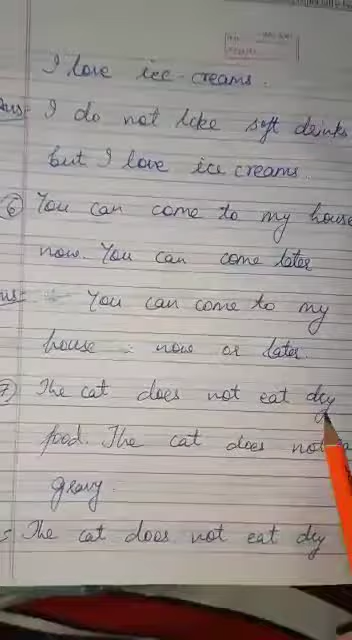 I love ice-creams.
Ans:- I do not like soft drinks
but I love ice creams.
6 You can come to my house
now. You can come later
Ans:- You can come to my
house now or later.
7 The cat does not eat dry
food. The cat does not
gravy.
The cat does not eat dry